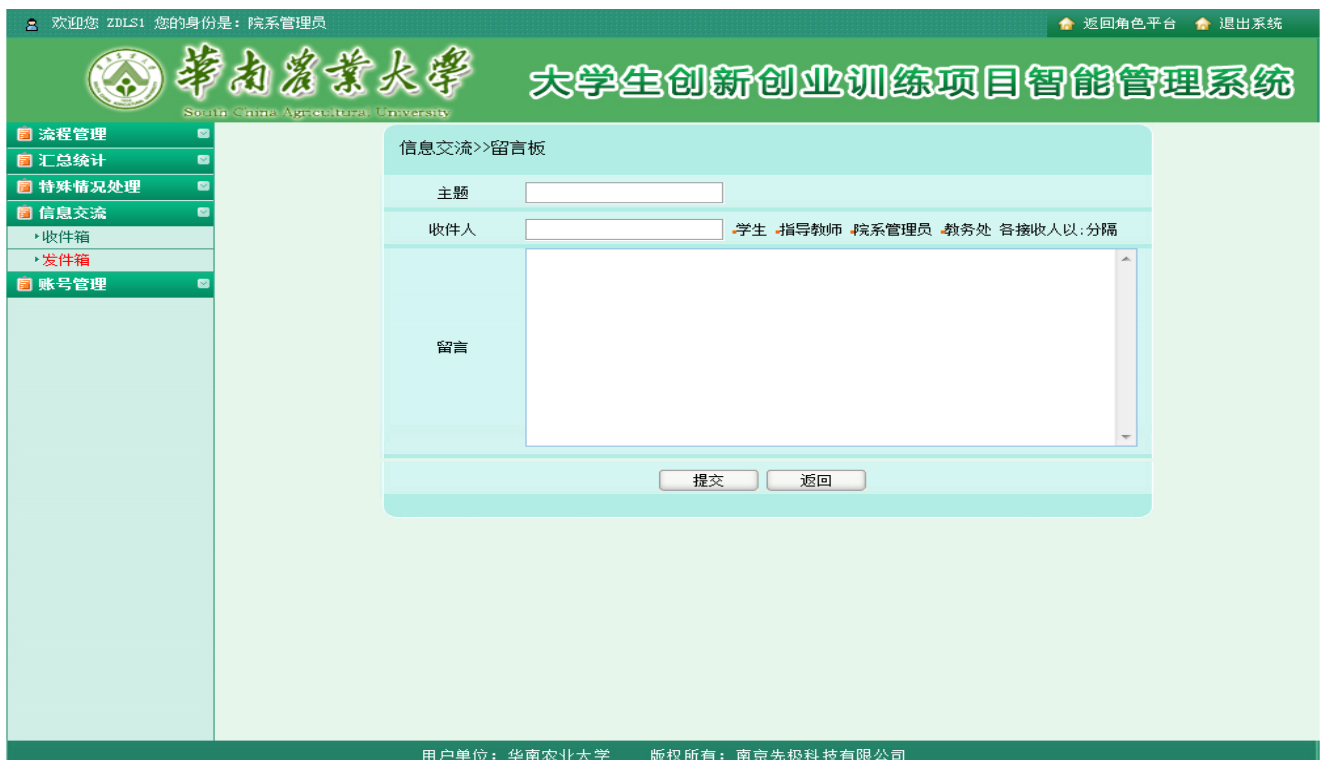 欢迎您 ZDLS1 您的身份是：院系管理员 返回角色平台 退出系统
華南農業大學 大学生创新创业训练项目智能管理系统
South China Agricultural University
流程管理
汇总统计
特殊情况处理
信息交流
收件箱
发件箱
账号管理
信息交流>>留言板
主题
收件人 学生 指导教师 院系管理员 教务处 各接收人以;分隔
留言
提交 返回
用户单位：华南农业大学 版权所有：南京先极科技有限公司